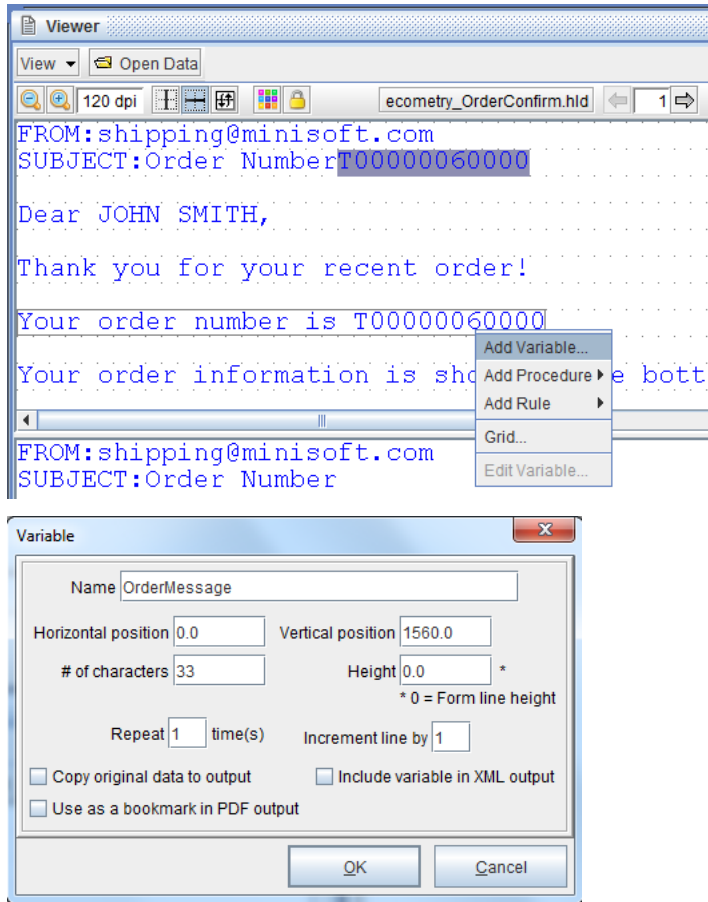 Viewer
View Open Data
120 dpi ecometry_OrderConfirm.hld 1
FROM:shipping@minisoft.com
SUBJECT:Order NumberT00000060000
Dear JOHN SMITH,
Thank you for your recent order!
Your order number is T00000060000
Add Variable...
Your order information is sho Add Procedure e bott
Add Rule
Grid...
FROM:shipping@minisoft.com
Edit Variable...
SUBJECT:Order Number
Variable
Name OrderMessage
Horizontal position 0.0 Vertical position 1560.0
# of characters 33 Height 0.0 *
* 0 = Form line height
Repeat 1 time(s) Increment line by 1
Copy original data to output Include variable in XML output
Use as a bookmark in PDF output
OK Cancel